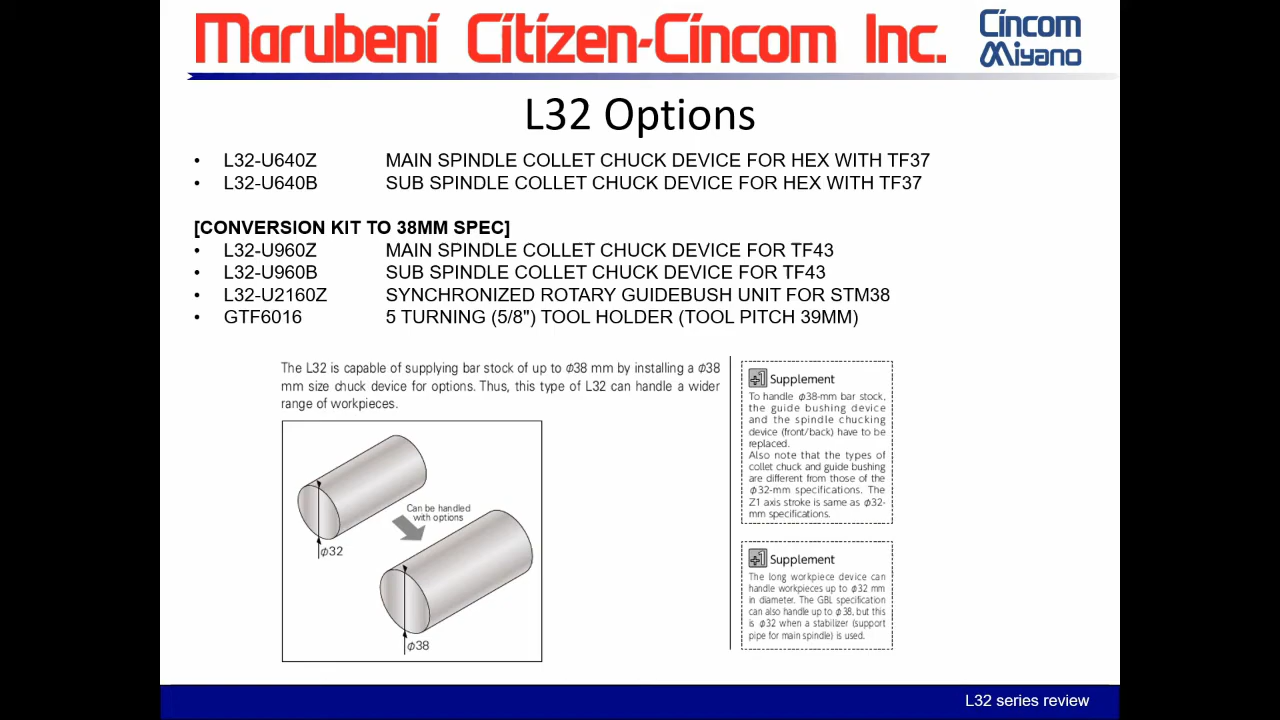 Marubeni Citizen-Cincom Inc.
Cincom
Miyano
L32 Options
• L32-U640Z MAIN SPINDLE COLLET CHUCK DEVICE FOR HEX WITH TF37
• L32-U640B SUB SPINDLE COLLET CHUCK DEVICE FOR HEX WITH TF37
[CONVERSION KIT TO 38MM SPEC]
• L32-U960Z MAIN SPINDLE COLLET CHUCK DEVICE FOR TF43
• L32-U960B SUB SPINDLE COLLET CHUCK DEVICE FOR TF43
• L32-U2160Z SYNCHRONIZED ROTARY GUIDEBUSH UNIT FOR STM38
• GTF6016 5 TURNING (5/8") TOOL HOLDER (TOOL PITCH 39MM)
The L32 is capable of supplying bar stock of up to φ38 mm by installing a φ38
mm size chuck device for options. Thus, this type of L32 can handle a wider
range of workpieces.
Can be handled
with options
φ32
φ38
+1 Supplement
To handle φ38-mm bar stock,
the guide bushing device
and the spindle chucking
device (front/back) have to be
replaced.
Also note that the types of
collet chuck and guide bushing
are different from those of the
φ32-mm specifications. The
Z1 axis stroke is same as φ32-
mm specifications.
+1 Supplement
The long workpiece device can
handle workpieces up to φ32 mm
in diameter. The GBL specification
can also handle up to φ38, but this
is φ32 when a stabilizer (support
pipe for main spindle) is used.
L32 series review